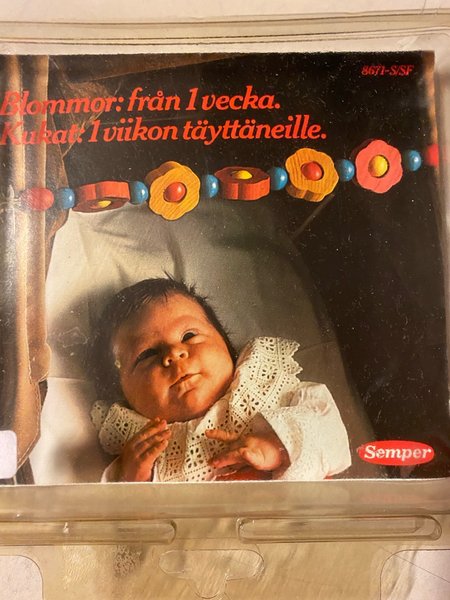 8671-S/SF
Blommor: från 1 vecka.
Kukat: 1 viikon täyttäneille.
Semper